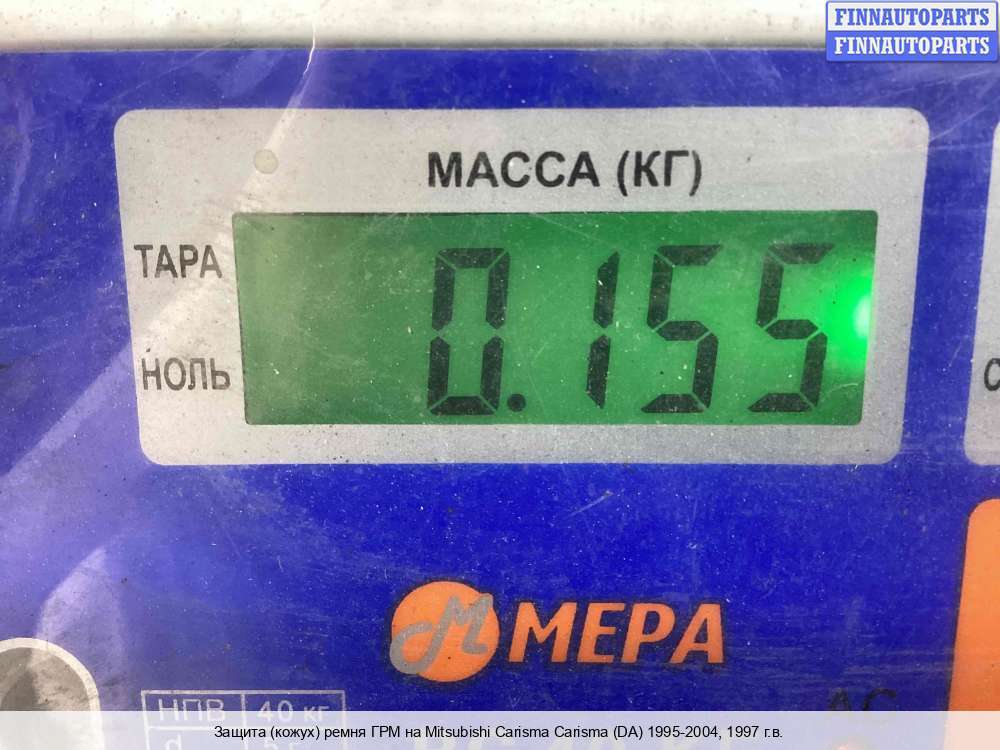 FINNAUTOPARTS
FINNAUTOPARTS
МАССА (КГ)
ТАРА
0.155
НОЛЬ
С
М МЕРА
НПВ 40 кг
АС
d
Защита (кожух) ремня ГРМ на Mitsubishi Carisma Carisma (DA) 1995-2004, 1997 г.в.